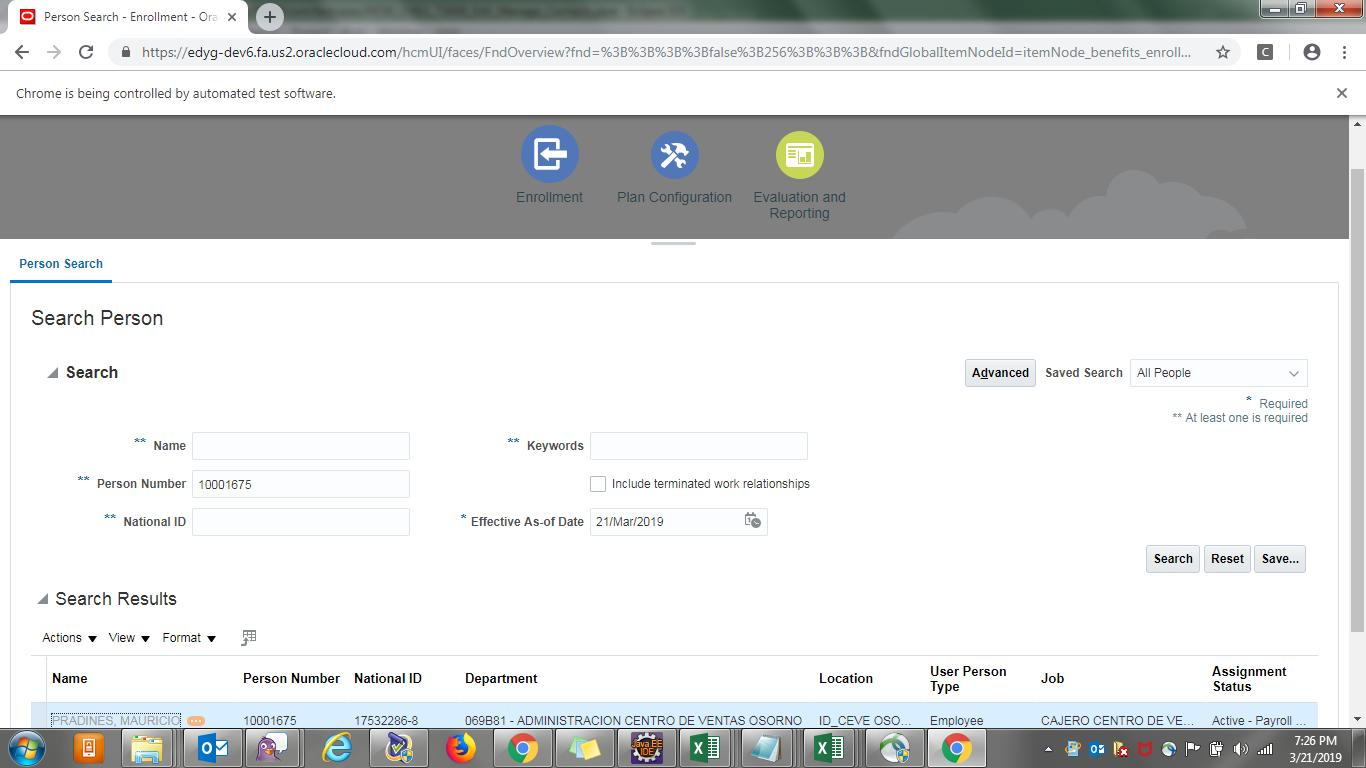 Person Search - Enrollment - Ora
https://edyg-dev6.fa.us2.oraclecloud.com/hcmUI/faces/FndOverview?fnd=%3B%3B%3B%3Bfalse%3B256%3B%3B%3B&fndGlobalItemNodeId=itemNode_benefits_enroll...
Chrome is being controlled by automated test software.
Enrollment
Plan Configuration
Evaluation and
Reporting
Person Search
Search Person
Search
Advanced Saved Search All People
* Required
** At least one is required
** Name
** Keywords
** Person Number 10001675
Include terminated work relationships
** National ID
* Effective As-of Date 21/Mar/2019
Search Reset Save...
Search Results
Actions View Format
Name Person Number National ID Department Location User Person Type Job Assignment Status
PRADINES, MAURICIO 10001675 17532286-8 069B81 - ADMINISTRACION CENTRO DE VENTAS OSORNO ID_CEVE OSO... Employee CAJERO CENTRO DE VE... Active - Payroll ...
Java EE
IDE
7:26 PM
3/21/2019